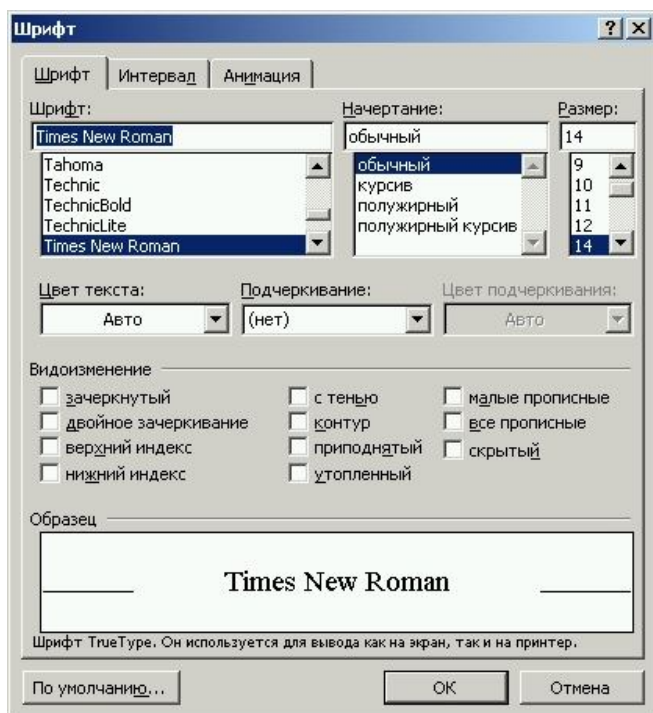 Шрифт
Шрифт Интервал Анимация
Шрифт: Начертание: Размер:
Times New Roman обычный 14
Tahoma обычный 9
Technic курсив 10
TechnicBold полужирный 11
TechnicLite полужирный курсив 12
Times New Roman 14
Цвет текста: Подчеркивание: Цвет подчеркивания:
Авто (нет) Авто
Видоизменение
зачеркнутый с тенью малые прописные
двойное зачеркивание контур все прописные
верхний индекс приподнятый скрытый
нижний индекс утопленный
Образец
Times New Roman
Шрифт TrueType. Он используется для вывода как на экран, так и на принтер.
По умолчанию... ОК Отмена